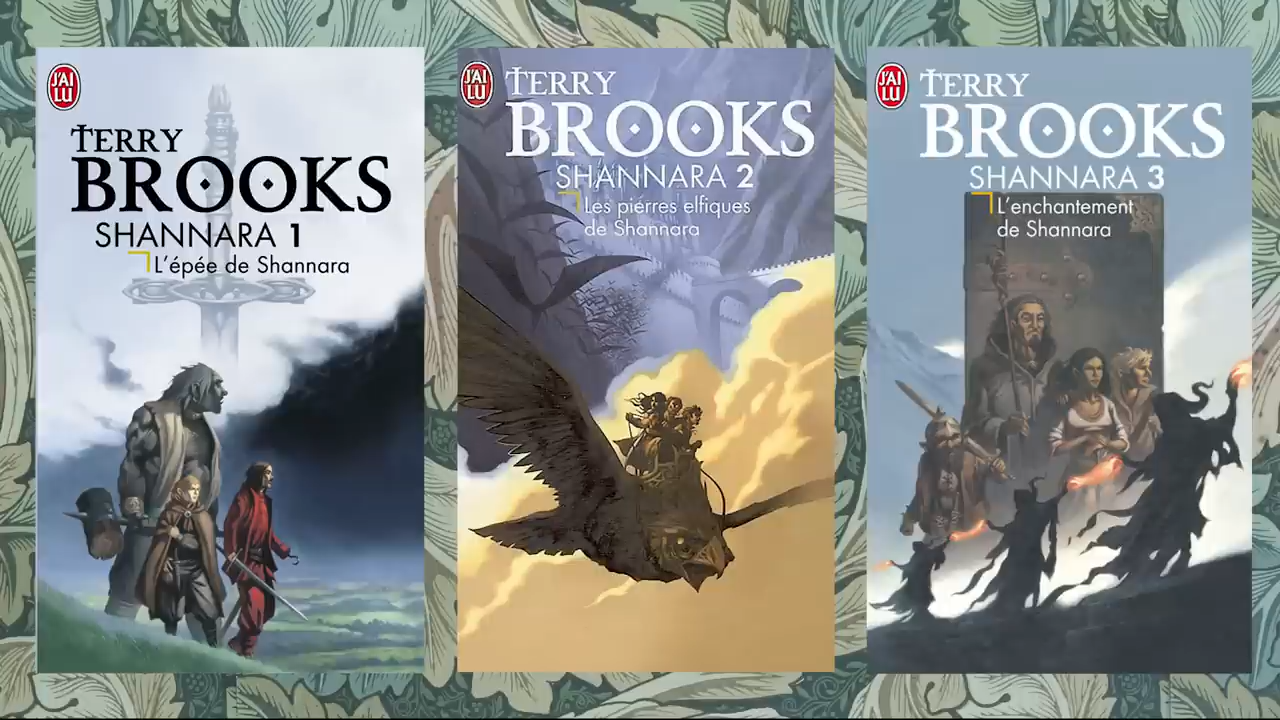 J'AI
LU
TERRY
BROOKS
SHANNARA 1
L'épée de Shannara
J'AI
LU
TERRY
BROOKS
SHANNARA 2
Les piérres elfiques
de Shannara
J'AI
LU
TERRY
BROOKS
SHANNARA 3
L'enchantement
de Shannara